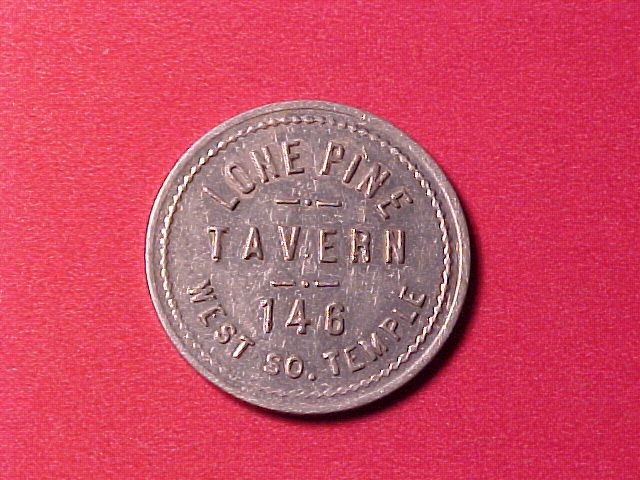 LONE PINE
TAVERN
146
WEST SO. TEMPLE